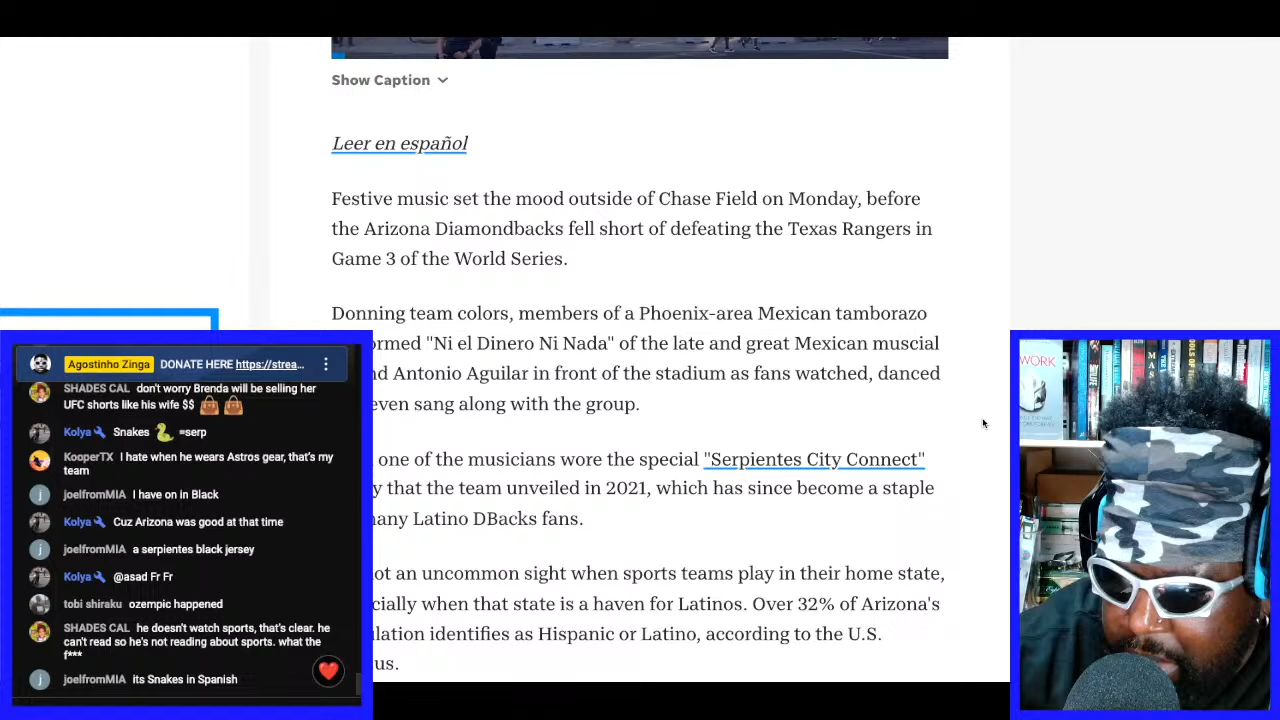 Show Caption
Leer en español
Festive music set the mood outside of Chase Field on Monday, before
the Arizona Diamondbacks fell short of defeating the Texas Rangers in
Game 3 of the World Series.
Donning team colors, members of a Phoenix-area Mexican tamborazo
ormed "Ni el Dinero Ni Nada" of the late and great Mexican muscial
nd Antonio Aguilar in front of the stadium as fans watched, danced
even sang along with the group.
one of the musicians wore the special "Serpientes City Connect"
y that the team unveiled in 2021, which has since become a staple
many Latino DBacks fans.
ot an uncommon sight when sports teams play in their home state,
cially when that state is a haven for Latinos. Over 32% of Arizona's
ulation identifies as Hispanic or Latino, according to the U.S.
us.
Agostinho Zinga DONATE HERE https://strea...
SHADES CAL don't worry Brenda will be selling her
UFC shorts like his wife $$ 👜 👜
Kolya Snakes 🐍 =serp
KooperTX I hate when he wears Astros gear, that's my
team
joelfromMIA I have on in Black
Kolya Cuz Arizona was good at that time
joelfromMIA a serpientes black jersey
Kolya @asad Fr Fr
tobi shiraku ozempic happened
SHADES CAL he doesn't watch sports, that's clear. he
can't read so he's not reading about sports. what the
f***
joelfromMIA its Snakes in Spanish
WORK